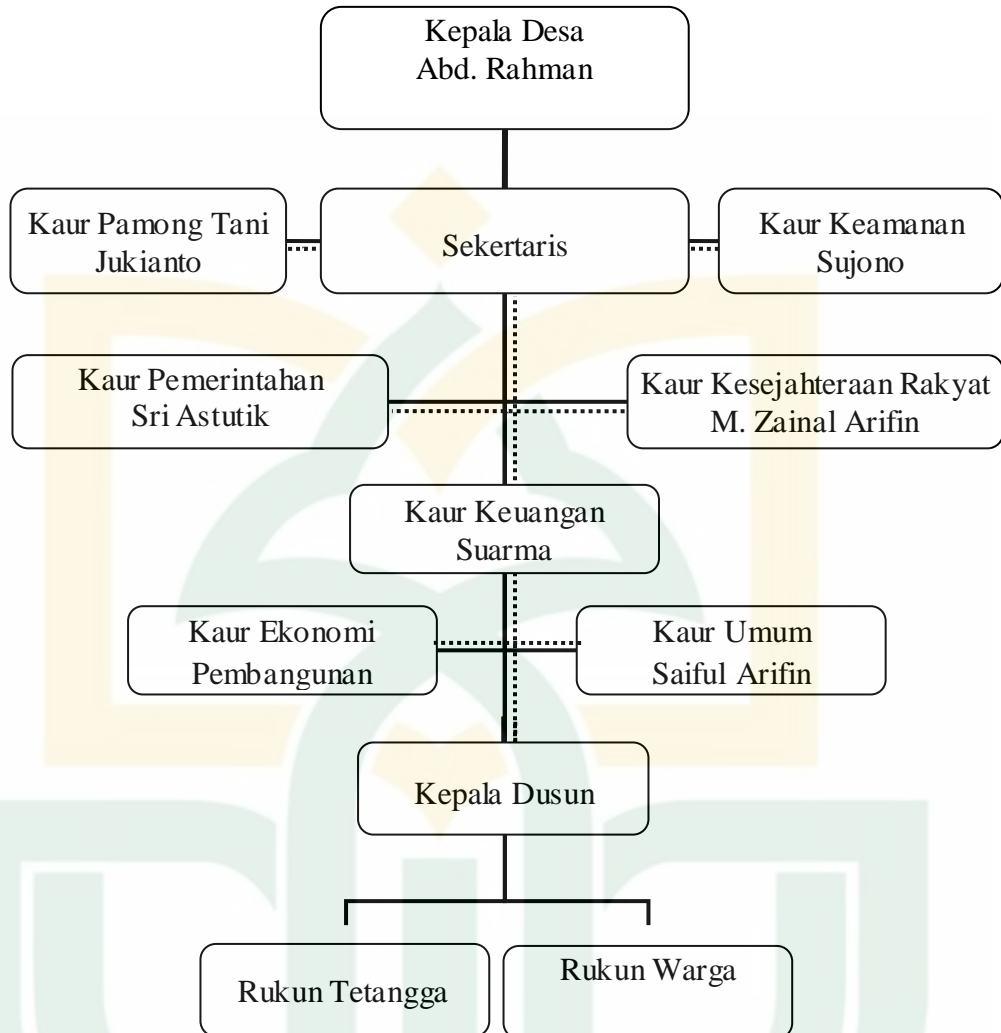 Kepala Desa
Abd. Rahman
Kaur Pamong Tani
Jukianto
Sekertaris
Kaur Keamanan
Sujono
Kaur Pemerintahan
Sri Astutik
Kaur Kesejahteraan Rakyat
M. Zainal Arifin
Kaur Keuangan
Suarma
Kaur Ekonomi
Pembangunan
Kaur Umum
Saiful Arifin
Kepala Dusun
Rukun Tetangga
Rukun Warga